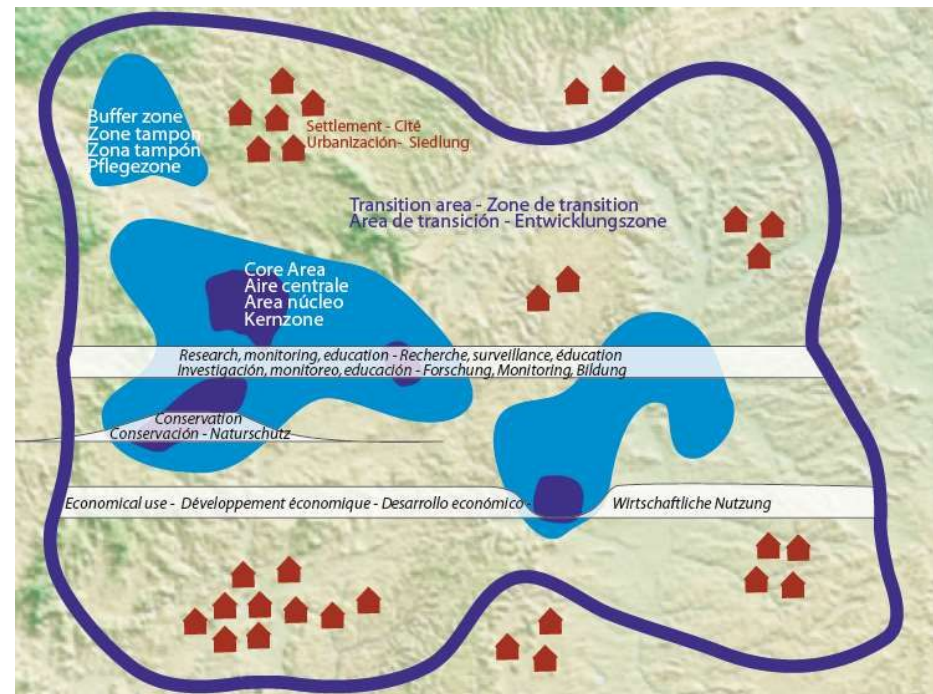 Buffer zone
Zone tampon
Zona tampón
Pflegezone
Settlement - Cité
Urbanización- Siedlung
Transition area - Zone de transition
Area de transición - Entwicklungszone
Core Area
Aire centrale
Area núcleo
Kernzone
Research, monitoring, education - Recherche, surveillance, éducation
Investigación, monitoreo, educación - Forschung, Monitoring, Bildung
Conservation
Conservación - Naturschutz
Economical use - Développement économique - Desarrollo económico - Wirtschaftliche Nutzung